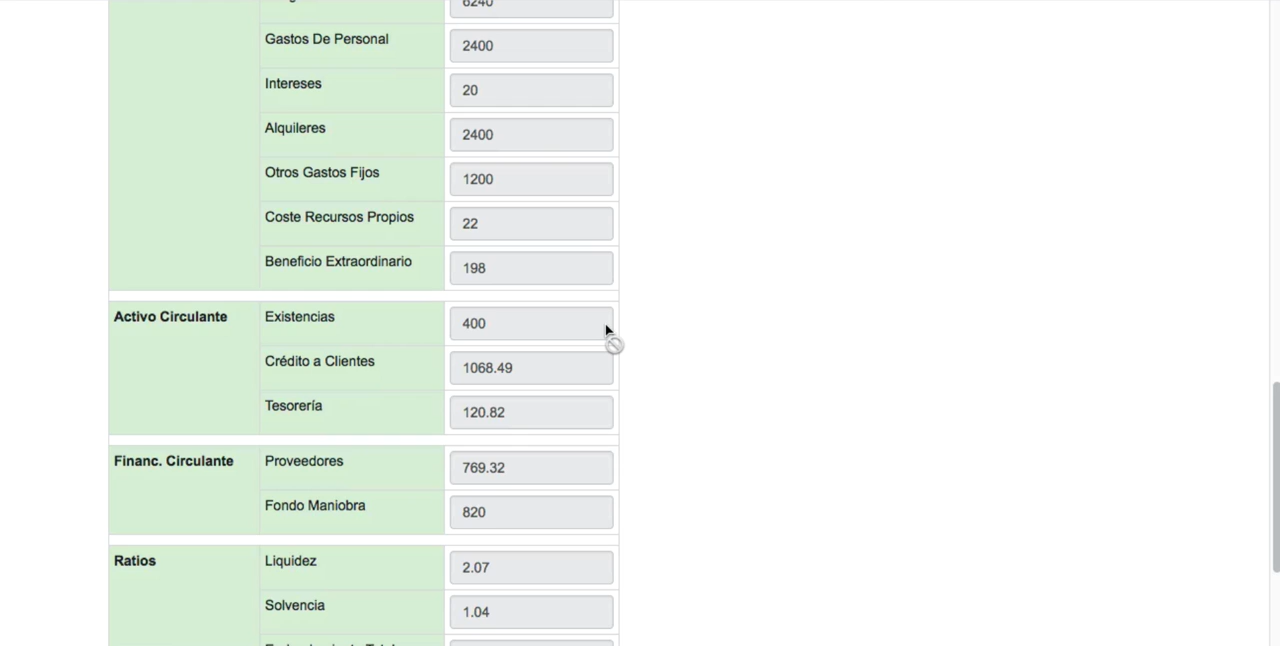 6240
Gastos De Personal 2400
Intereses 20
Alquileres 2400
Otros Gastos Fijos 1200
Coste Recursos Propios 22
Beneficio Extraordinario 198
Activo Circulante Existencias 400
Crédito a Clientes 1068.49
Tesorería 120.82
Financ. Circulante Proveedores 769.32
Fondo Maniobra 820
Ratios Liquidez 2.07
Solvencia 1.04